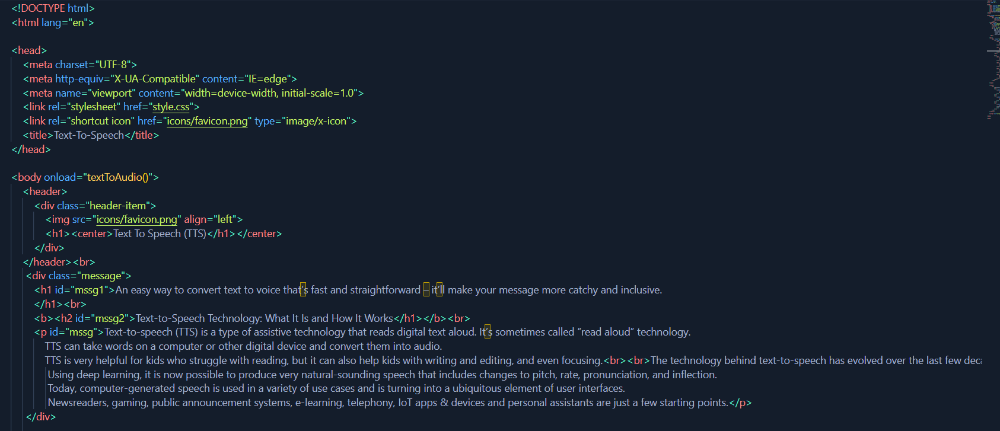 <!DOCTYPE html>
<html lang="en">
<head>
<meta charset="UTF-8">
<meta http-equiv="X-UA-Compatible" content="IE=edge">
<meta name="viewport" content="width=device-width, initial-scale=1.0">
<link rel="stylesheet" href="style.css">
<link rel="shortcut icon" href="icons/favicon.png" type="image/x-icon">
<title>Text-To-Speech</title>
</head>
<body onload="textToAudio()">
<header>
<div class="header-item">
<img src="icons/favicon.png" align="left">
<h1><center>Text To Speech (TTS)</h1></center>
</div>
</header><br>
<div class="message">
<h1 id="mssg1">An easy way to convert text to voice that’s fast and straightforward – it’ll make your message more catchy and inclusive.
</h1><br>
<b><h2 id="mssg2">Text-to-Speech Technology: What It Is and How It Works</h1></b><br>
<p id="mssg">Text-to-speech (TTS) is a type of assistive technology that reads digital text aloud. It’s sometimes called “read aloud” technology.
TTS can take words on a computer or other digital device and convert them into audio.
TTS is very helpful for kids who struggle with reading, but it can also help kids with writing and editing, and even focusing.<br><br>The technology behind text-to-speech has evolved over the last few
Using deep learning, it is now possible to produce very natural-sounding speech that includes changes to pitch, rate, pronunciation, and inflection.
Today, computer-generated speech is used in a variety of use cases and is turning into a ubiquitous element of user interfaces.
Newsreaders, gaming, public announcement systems, e-learning, telephony, IoT apps & devices and personal assistants are just a few starting points.</p>
</div>